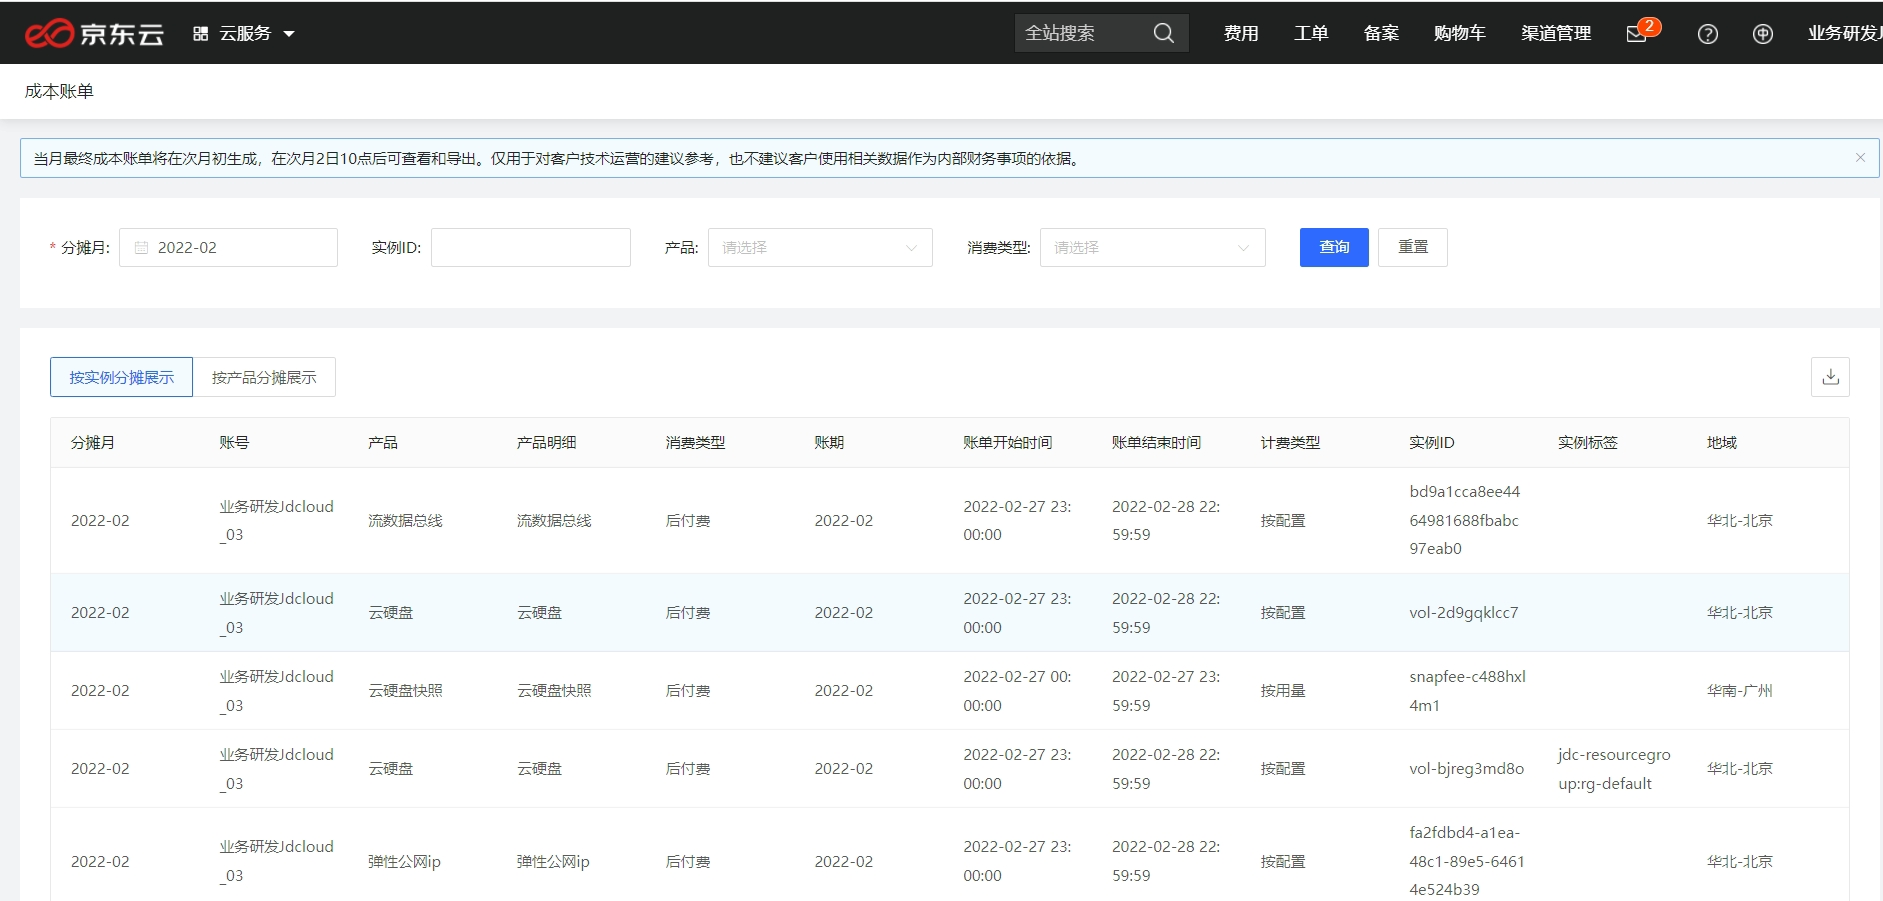 京东云 云服务 全站搜索 费用 工单 备案 购物车 渠道管理 2 业务研发J
成本账单
当月最终成本账单将在次月初生成，在次月2日10点后可查看和导出。仅用于对客户技术运营的建议参考，也不建议客户使用相关数据作为内部财务事项的依据。
* 分摊月: 2022-02 实例ID: 产品: 请选择 消费类型: 请选择 查询 重置
按实例分摊展示 按产品分摊展示
分摊月 账号 产品 产品明细 消费类型 账期 账单开始时间 账单结束时间 计费类型 实例ID 实例标签 地域
2022-02 业务研发Jdcloud_03 流数据总线 流数据总线 后付费 2022-02 2022-02-27 23:00:00 2022-02-28 22:59:59 按配置 bd9a1cca8ee4464981688fbabc97eab0 华北-北京
2022-02 业务研发Jdcloud_03 云硬盘 云硬盘 后付费 2022-02 2022-02-27 23:00:00 2022-02-28 22:59:59 按配置 vol-2d9gqklcc7 华北-北京
2022-02 业务研发Jdcloud_03 云硬盘快照 云硬盘快照 后付费 2022-02 2022-02-27 00:00:00 2022-02-27 23:59:59 按用量 snapfee-c488hxl4m1 华南-广州
2022-02 业务研发Jdcloud_03 云硬盘 云硬盘 后付费 2022-02 2022-02-27 23:00:00 2022-02-28 22:59:59 按配置 vol-bjreg3md8o jdc-resourcegroup:rg-default 华北-北京
2022-02 业务研发Jdcloud_03 弹性公网ip 弹性公网ip 后付费 2022-02 2022-02-27 23:00:00 2022-02-28 22:59:59 按配置 fa2fdbd4-a1ea-48c1-89e5-64614e524b39 华北-北京